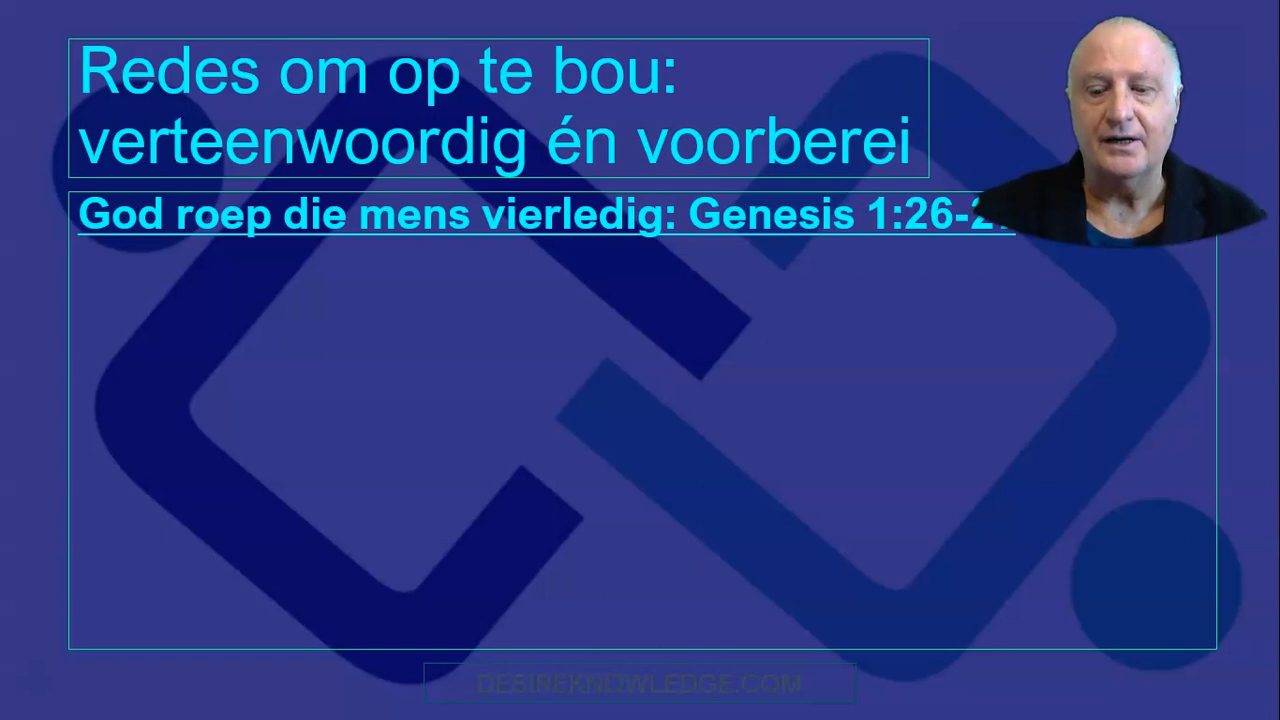 Redes om op te bou:
verteenwoordig én voorberei
God roep die mens vierledig: Genesis 1:26-
DESIREKNOWLEDGE.COM